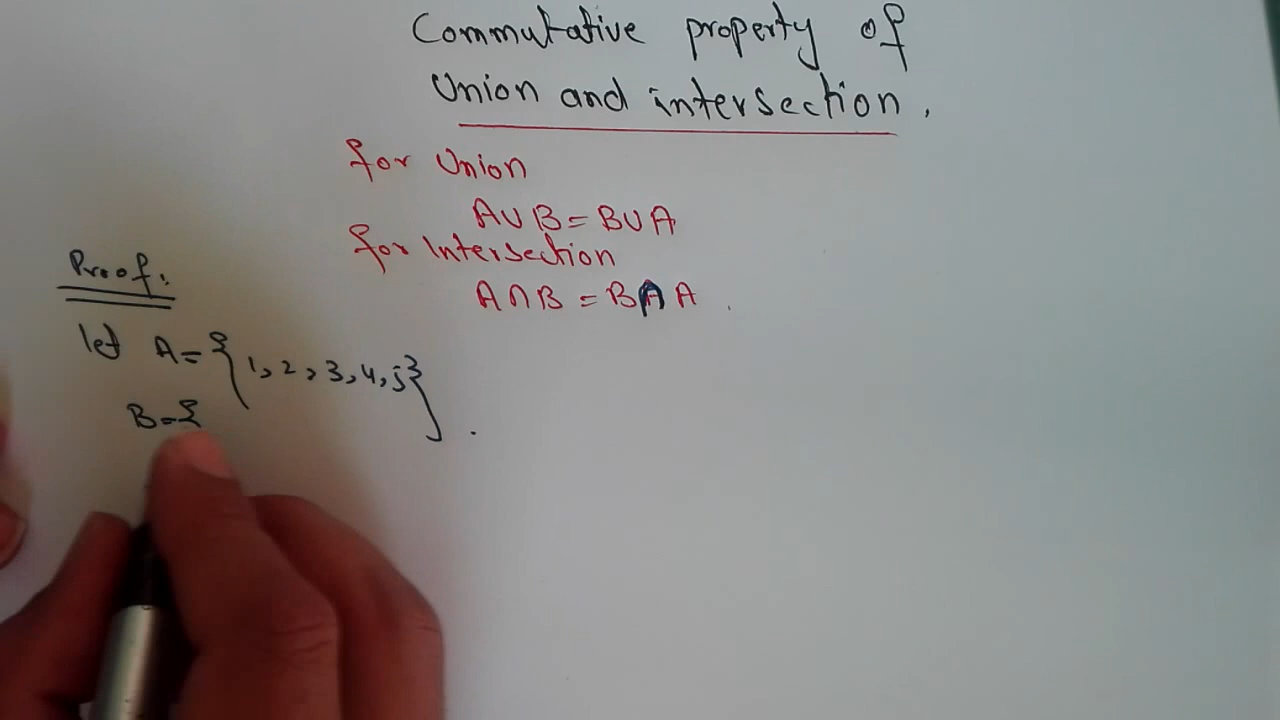 Commutative property of
Union and intersection.
for Union
A∪B=B∪A
for Intersection
A∩B = B∩A.
Proof:
let A={1,2,3,4,5}.
B={